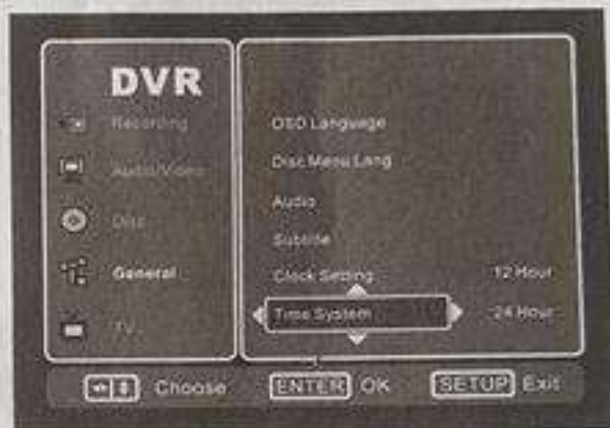 DVR
Recording
Audio/Video
Disc
General
TV
OSD Language
Disc Menu Lang
Audio
Subtitle
Clock Setting 12 Hour
Time System 24 Hour
Choose ENTER OK SETUP Exit